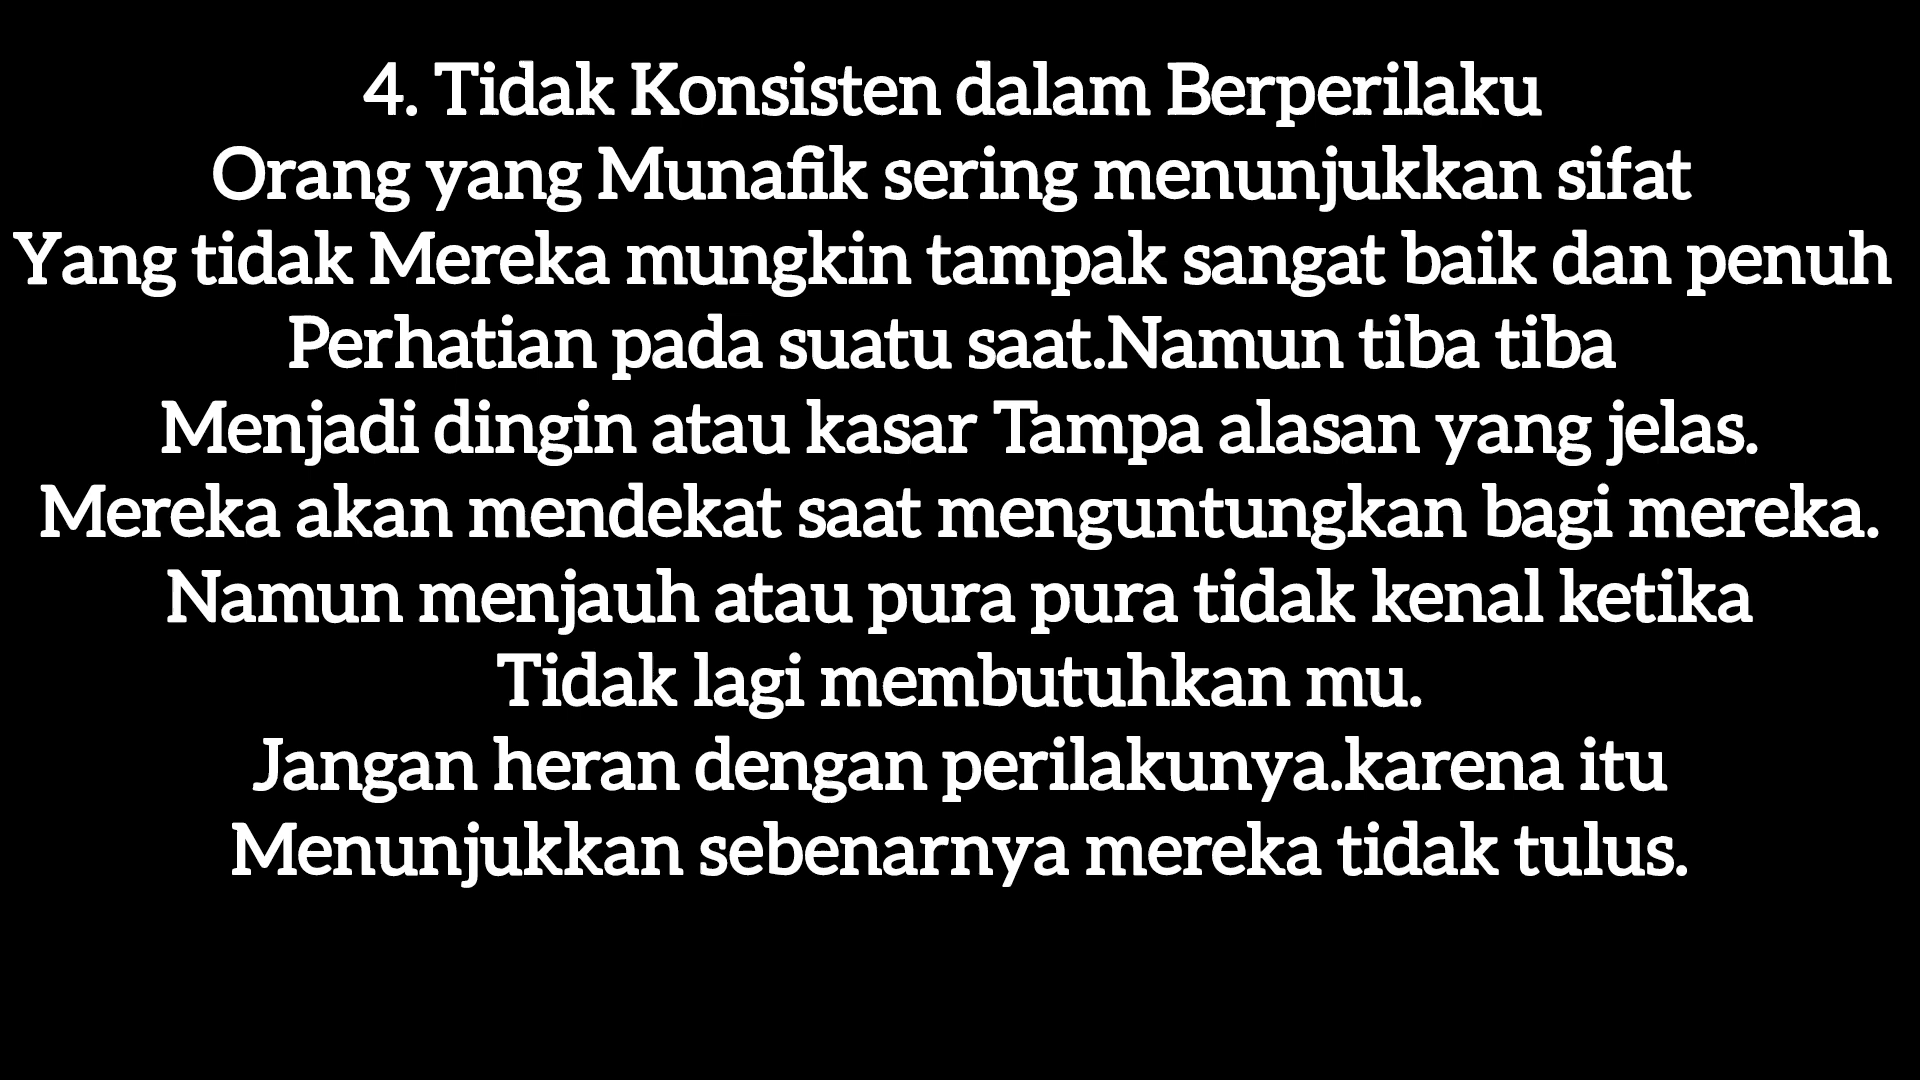 4. Tidak Konsisten dalam Berperilaku
Orang yang Munafik sering menunjukkan sifat
Yang tidak Mereka mungkin tampak sangat baik dan penuh
Perhatian pada suatu saat.Namun tiba tiba
Menjadi dingin atau kasar Tampa alasan yang jelas.
Mereka akan mendekat saat menguntungkan bagi mereka.
Namun menjauh atau pura pura tidak kenal ketika
Tidak lagi membutuhkan mu.
Jangan heran dengan perilakunya.karena itu
Menunjukkan sebenarnya mereka tidak tulus.